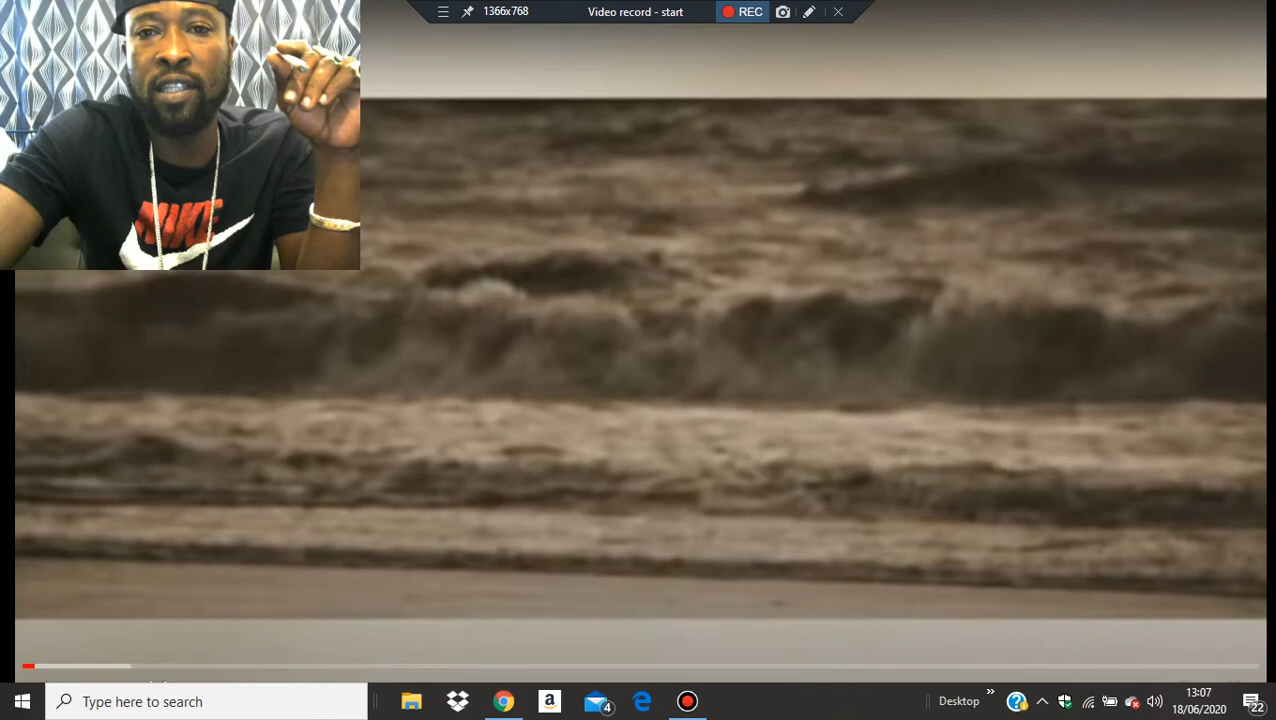 1366x768
Video record - start
REC
NIKE
Type here to search
a
4
Desktop
13:07
18/06/2020
22